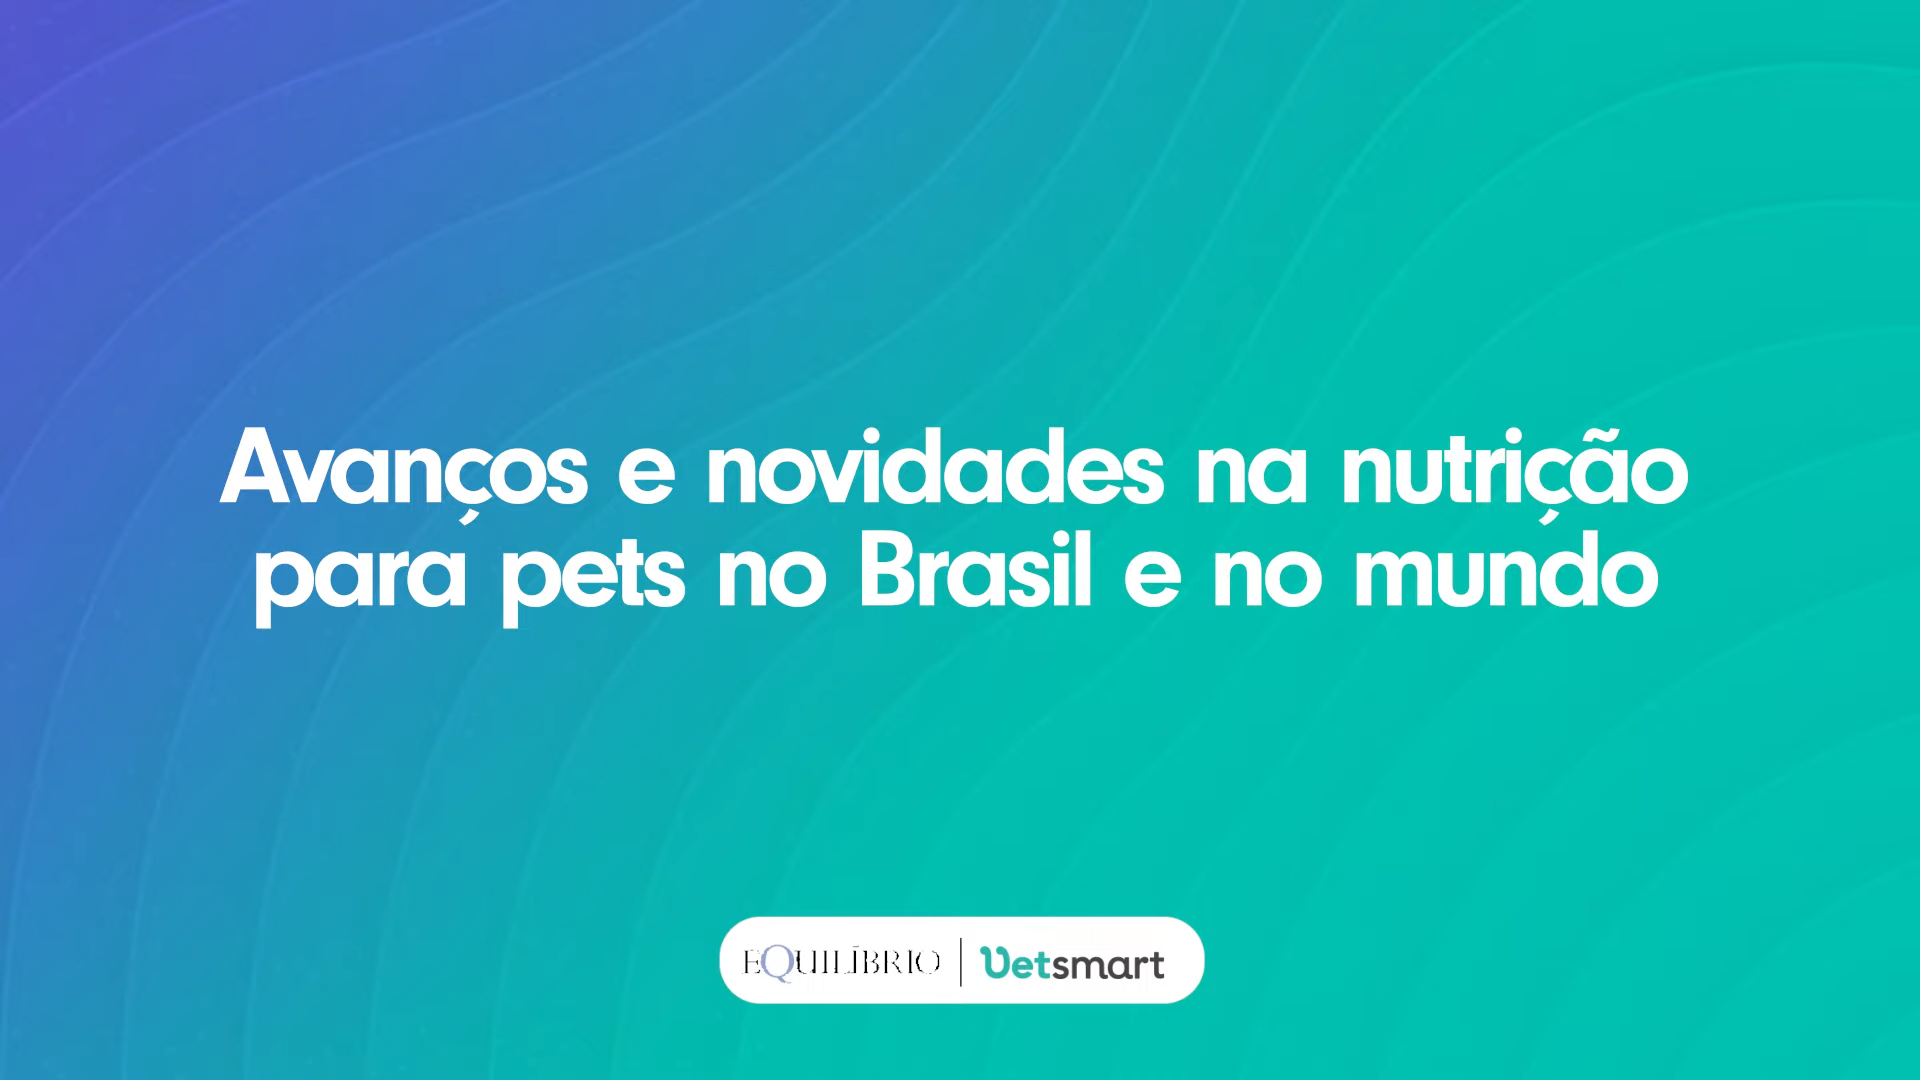 Avanços e novidades na nutrição
para pets no Brasil e no mundo
EQUILÍBRIO | Vetsmart